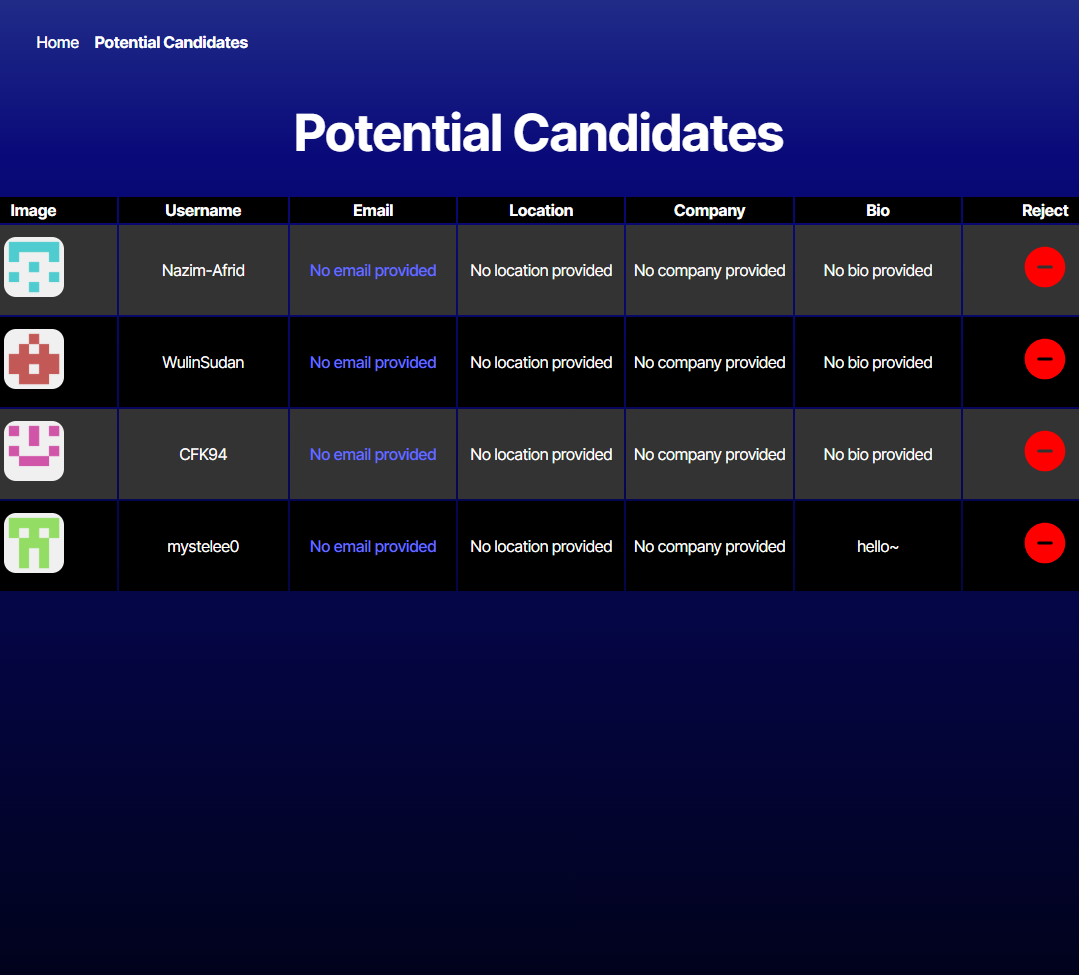 Home Potential Candidates
Potential Candidates
Image Username Email Location Company Bio Reject
Nazim-Afrid No email provided No location provided No company provided No bio provided
WulinSudan No email provided No location provided No company provided No bio provided
CFK94 No email provided No location provided No company provided No bio provided
mystelee0 No email provided No location provided No company provided hello~